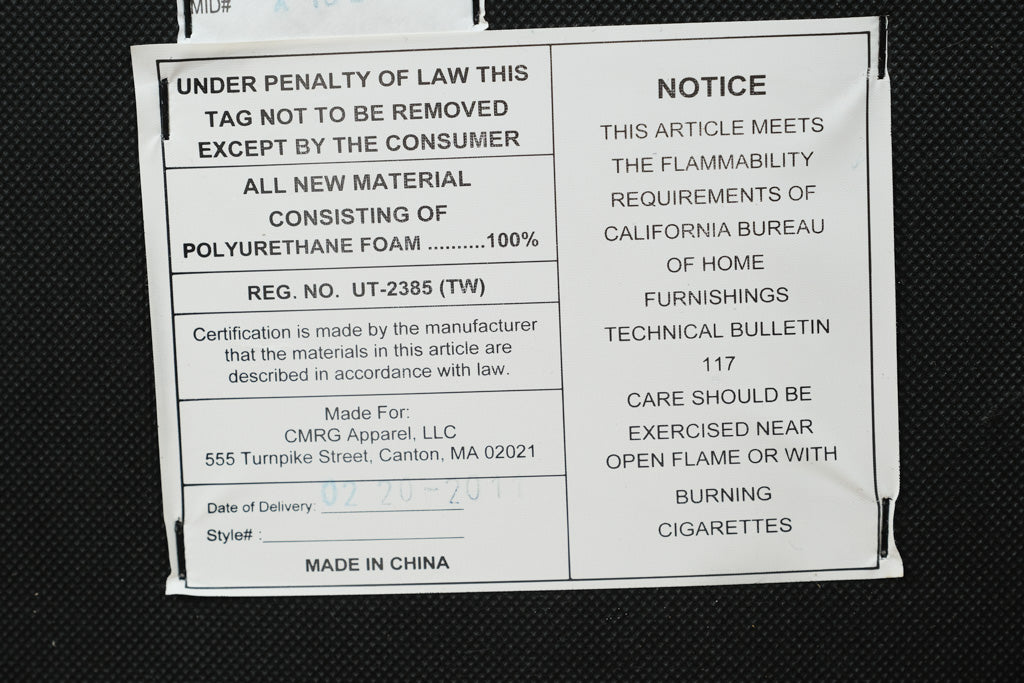 MID#
UNDER PENALTY OF LAW THIS
TAG NOT TO BE REMOVED
EXCEPT BY THE CONSUMER
ALL NEW MATERIAL
CONSISTING OF
POLYURETHANE FOAM ..........100%
REG. NO. UT-2385 (TW)
Certification is made by the manufacturer
that the materials in this article are
described in accordance with law.
Made For:
CMRG Apparel, LLC
555 Turnpike Street, Canton, MA 02021
Date of Delivery: 02 20-2011
Style# :
MADE IN CHINA
NOTICE
THIS ARTICLE MEETS
THE FLAMMABILITY
REQUIREMENTS OF
CALIFORNIA BUREAU
OF HOME
FURNISHINGS
TECHNICAL BULLETIN
117
CARE SHOULD BE
EXERCISED NEAR
OPEN FLAME OR WITH
BURNING
CIGARETTES